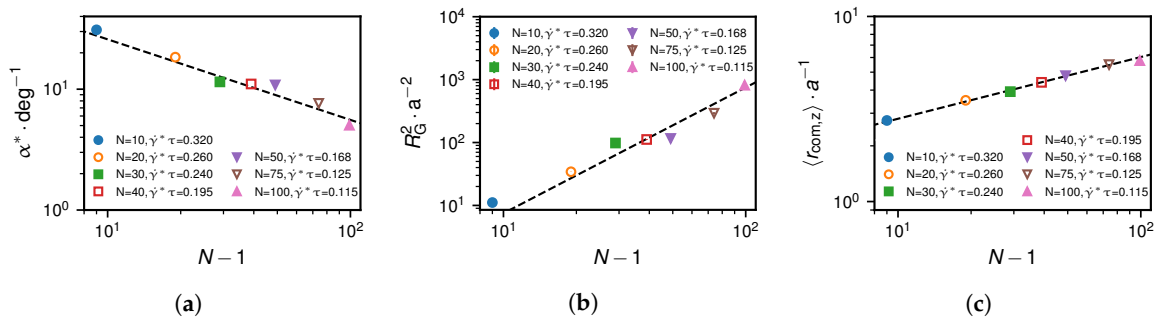 10¹
10⁰
α* · deg⁻¹
N=10, γ̇* τ=0.320
N=20, γ̇* τ=0.260
N=30, γ̇* τ=0.240
N=40, γ̇* τ=0.195
N=50, γ̇* τ=0.168
N=75, γ̇* τ=0.125
N=100, γ̇* τ=0.115
10¹
10²
N − 1
(a)
10⁴
10³
10²
10¹
R²_G · a⁻²
N=10, γ̇* τ=0.320
N=20, γ̇* τ=0.260
N=30, γ̇* τ=0.240
N=40, γ̇* τ=0.195
N=50, γ̇* τ=0.168
N=75, γ̇* τ=0.125
N=100, γ̇* τ=0.115
10¹
10²
N − 1
(b)
10¹
10⁰
⟨r_com,z⟩ · a⁻¹
N=10, γ̇* τ=0.320
N=20, γ̇* τ=0.260
N=30, γ̇* τ=0.240
N=40, γ̇* τ=0.195
N=50, γ̇* τ=0.168
N=75, γ̇* τ=0.125
N=100, γ̇* τ=0.115
10¹
10²
N − 1
(c)